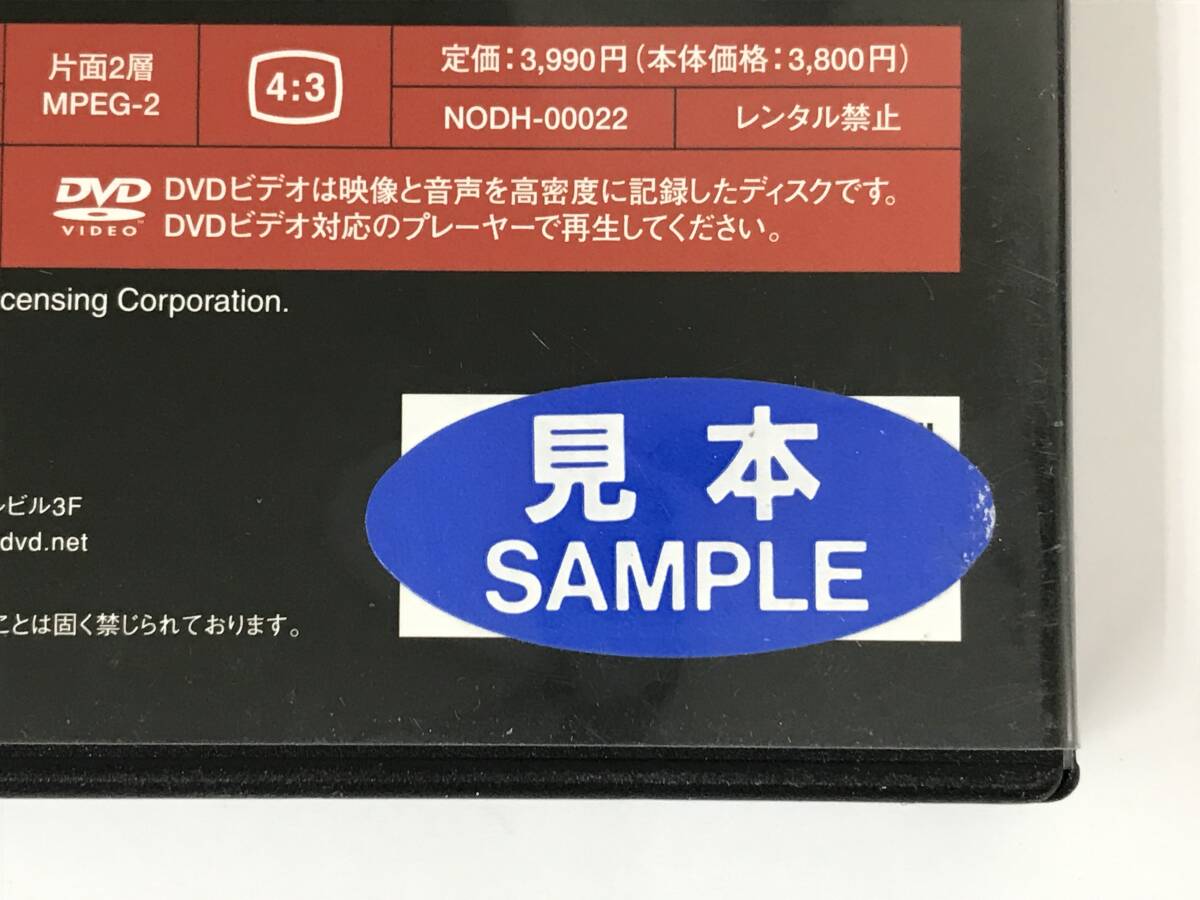 片面2層
MPEG-2
4:3
定価：3,990円（本体価格：3,800円）
NODH-00022
レンタル禁止
DVD
VIDEO™
DVDビデオは映像と音声を高密度に記録したディスクです。
DVDビデオ対応のプレーヤーで再生してください。
censing Corporation.
ビル3F
dvd.net
ことは固く禁じられております。
見本
SAMPLE